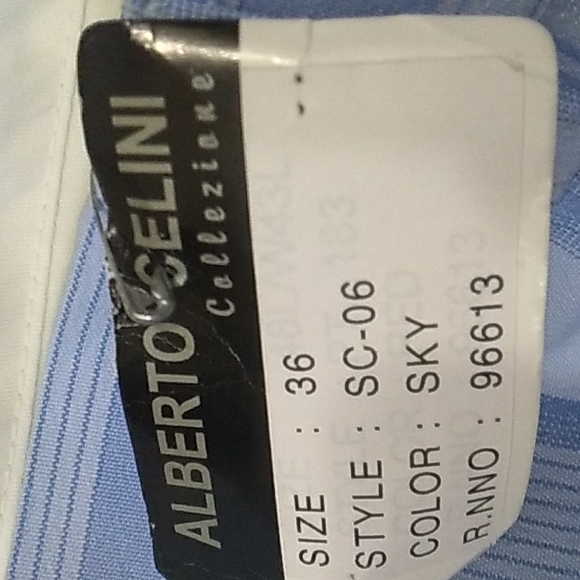 ALBERTO CELINI
Collezione
SIZE : 36
STYLE : SC-06
COLOR : SKY
R.NNO : 96613